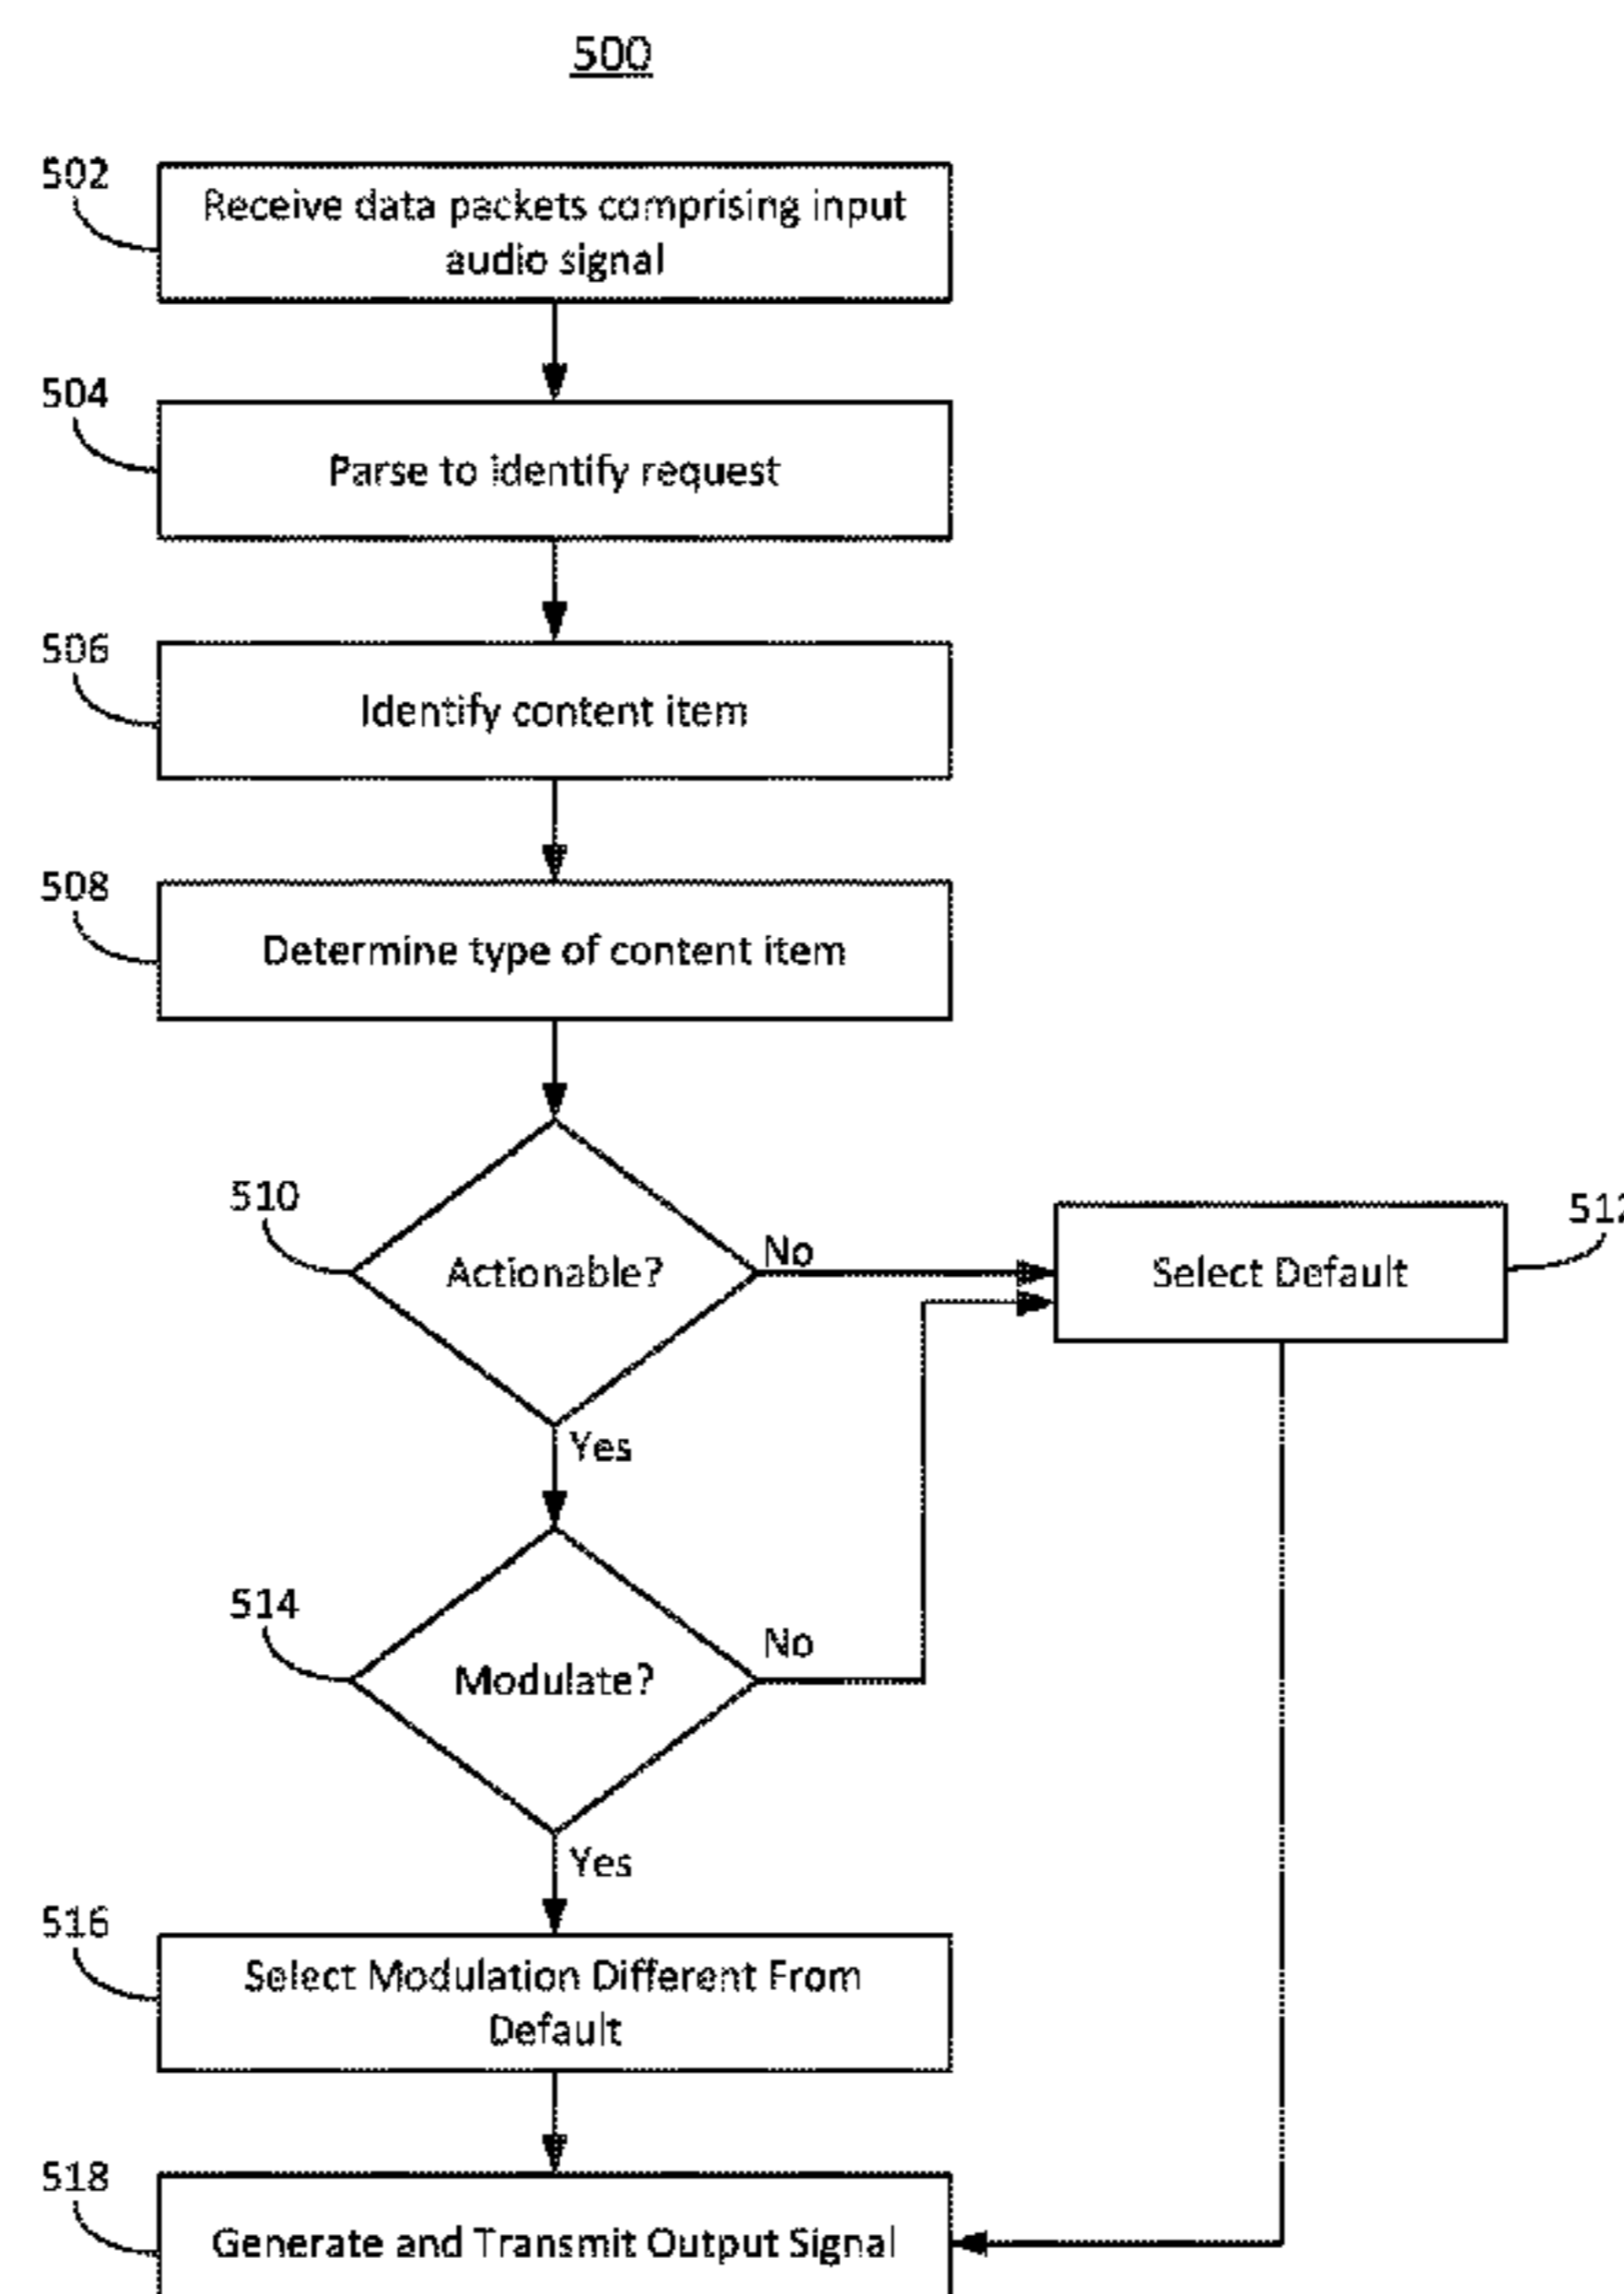 500
502
Receive data packets comprising input
audio signal
504
Parse to identify request
506
Identify content item
508
Determine type of content item
510
Actionable?
No
Select Default
Yes
514
Modulate?
No
Yes
516
Select Modulation Different From
Default
518
Generate and Transmit Output Signal